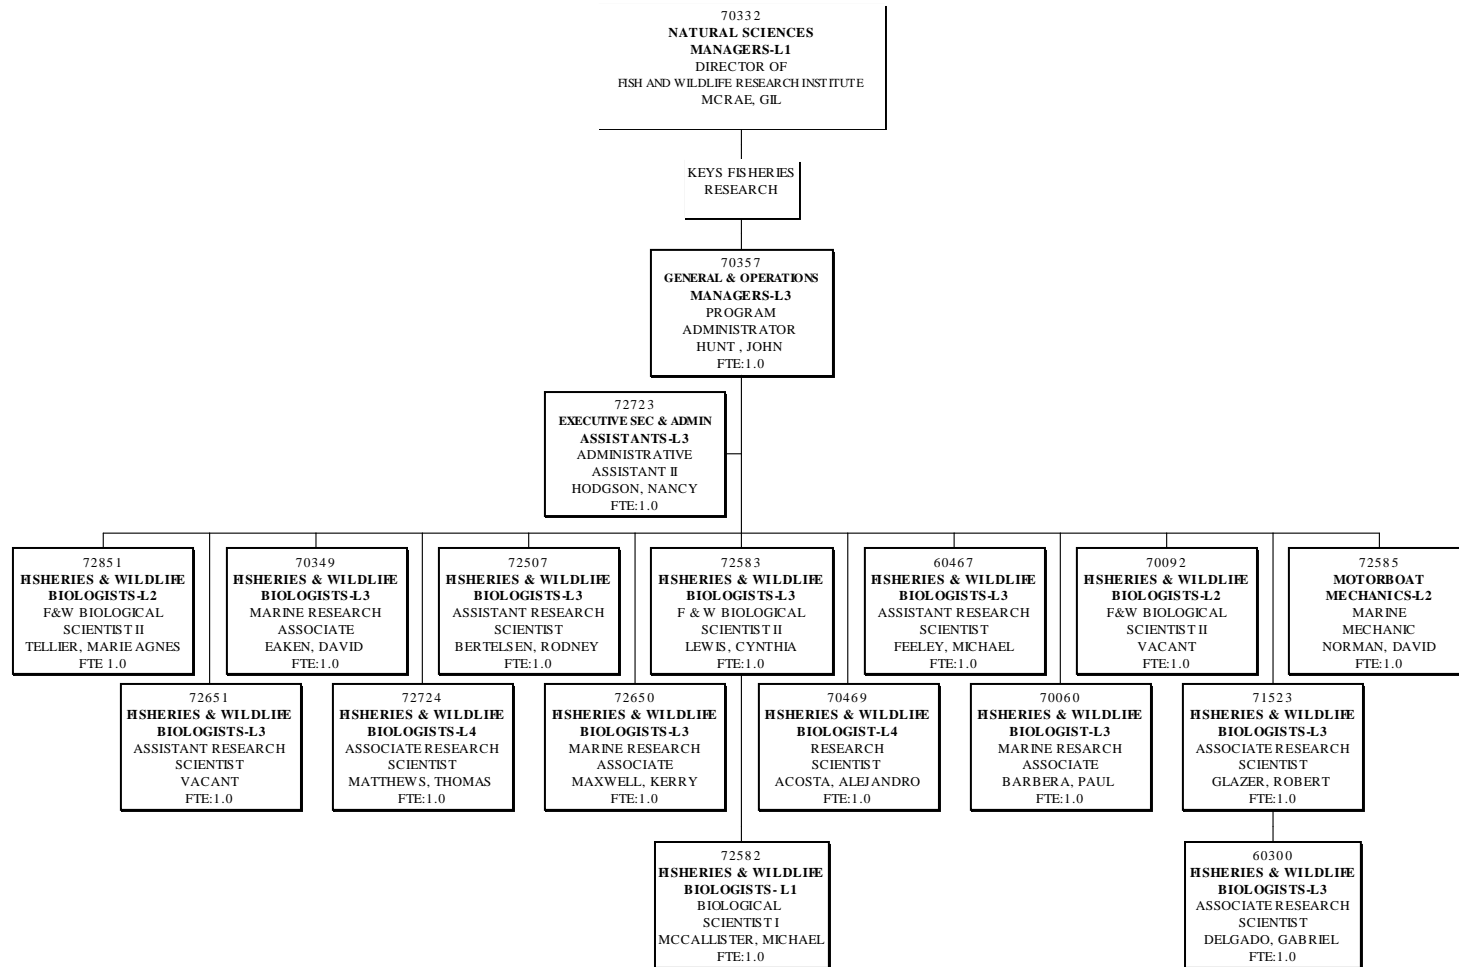 70332
NATURAL SCIENCES
MANAGERS-L1
DIRECTOR OF
FISH AND WILDLIFE RESEARCH INSTITUTE
MCRAE, GIL
KEYS FISHERIES
RESEARCH
70357
GENERAL & OPERATIONS
MANAGERS-L3
PROGRAM
ADMINISTRATOR
HUNT , JOHN
FTE:1.0
72723
EXECUTIVE SEC & ADMIN
ASSISTANTS-L3
ADMINISTRATIVE
ASSISTANT II
HODGSON, NANCY
FTE:1.0
72851
FISHERIES & WILDLIFE
BIOLOGISTS-L2
F&W BIOLOGICAL
SCIENTIST II
TELLIER, MARIE AGNES
FTE 1.0
70349
FISHERIES & WILDLIFE
BIOLOGISTS-L3
MARINE RESEARCH
ASSOCIATE
EAKEN, DAVID
FTE:1.0
72507
FISHERIES & WILDLIFE
BIOLOGISTS-L3
ASSISTANT RESEARCH
SCIENTIST
BERTELSEN, RODNEY
FTE:1.0
72583
FISHERIES & WILDLIFE
BIOLOGISTS-L3
F & W BIOLOGICAL
SCIENTIST II
LEWIS, CYNTHIA
FTE:1.0
60467
FISHERIES & WILDLIFE
BIOLOGISTS-L3
ASSISTANT RESEARCH
SCIENTIST
FEELEY, MICHAEL
FTE:1.0
70092
FISHERIES & WILDLIFE
BIOLOGISTS-L2
F&W BIOLOGICAL
SCIENTIST II
VACANT
FTE:1.0
72585
MOTORBOAT
MECHANICS-L2
MARINE
MECHANIC
NORMAN, DAVID
FTE:1.0
72651
FISHERIES & WILDLIFE
BIOLOGISTS-L3
ASSISTANT RESEARCH
SCIENTIST
VACANT
FTE:1.0
72724
FISHERIES & WILDLIFE
BIOLOGISTS-L4
ASSOCIATE RESEARCH
SCIENTIST
MATTHEWS, THOMAS
FTE:1.0
72650
FISHERIES & WILDLIFE
BIOLOGISTS-L3
MARINE RESEARCH
ASSOCIATE
MAXWELL, KERRY
FTE:1.0
70469
FISHERIES & WILDLIFE
BIOLOGIST-L4
RESEARCH
SCIENTIST
ACOSTA, ALEJANDRO
FTE:1.0
70060
FISHERIES & WILDLIFE
BIOLOGIST-L3
MARINE RESARCH
ASSOCIATE
BARBERA, PAUL
FTE:1.0
71523
FISHERIES & WILDLIFE
BIOLOGISTS-L3
ASSOCIATE RESEARCH
SCIENTIST
GLAZER, ROBERT
FTE:1.0
72582
FISHERIES & WILDLIFE
BIOLOGISTS- L1
BIOLOGICAL
SCIENTIST I
MCCALLISTER, MICHAEL
FTE:1.0
60300
FISHERIES & WILDLIFE
BIOLOGISTS-L3
ASSOCIATE RESEARCH
SCIENTIST
DELGADO, GABRIEL
FTE:1.0